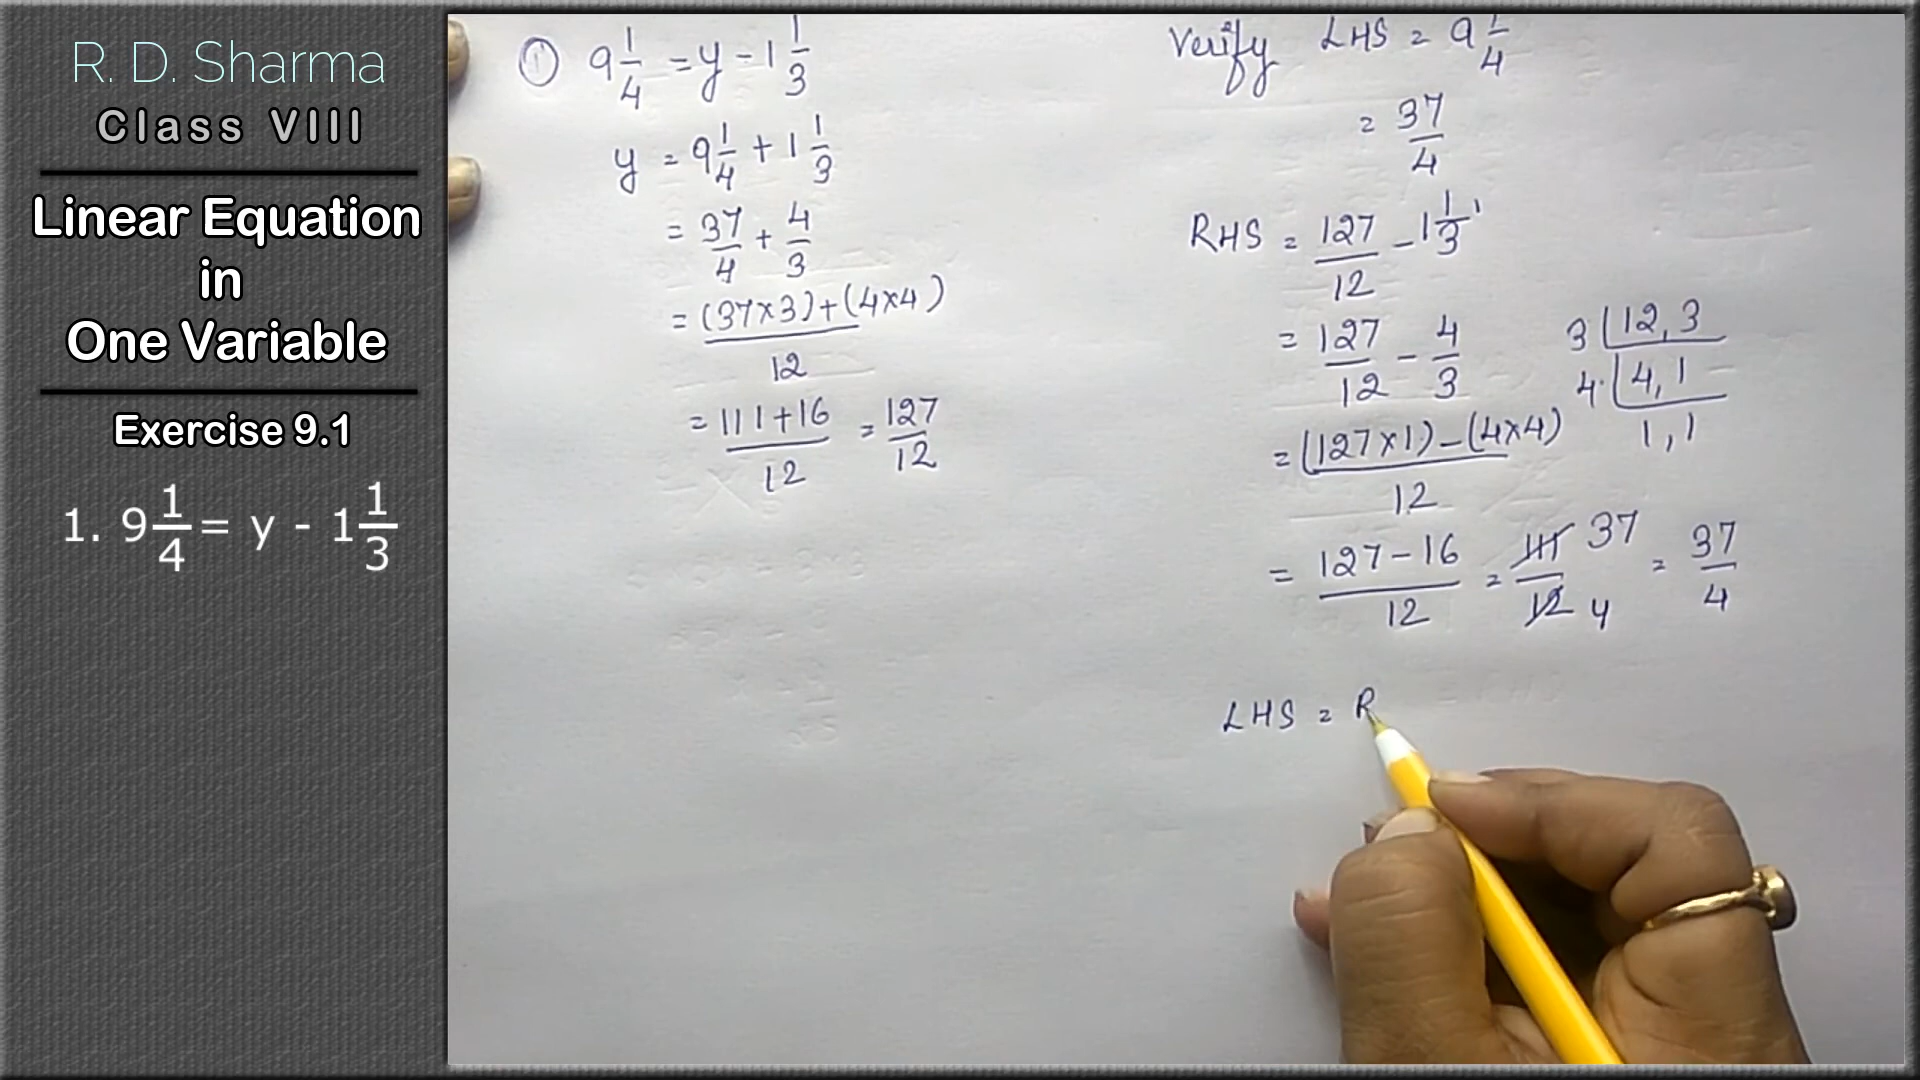 R. D. Sharma
Class VIII
Linear Equation
in
One Variable
Exercise 9.1
1. 9 1/4 = y - 1 1/3
① 9 1/4 = y - 1 1/3
y = 9 1/4 + 1 1/3
= 37/4 + 4/3
= (37×3)+(4×4)/12
= 111+16/12 = 127/12
Verify LHS = 9 1/4
= 37/4
RHS = 127/12 - 1 1/3
= 127/12 - 4/3
3 | 12, 3
4 | 4, 1
1, 1
= (127×1)-(4×4)/12
= 127-16/12 = 111/12 37 4 = 37/4
LHS = R